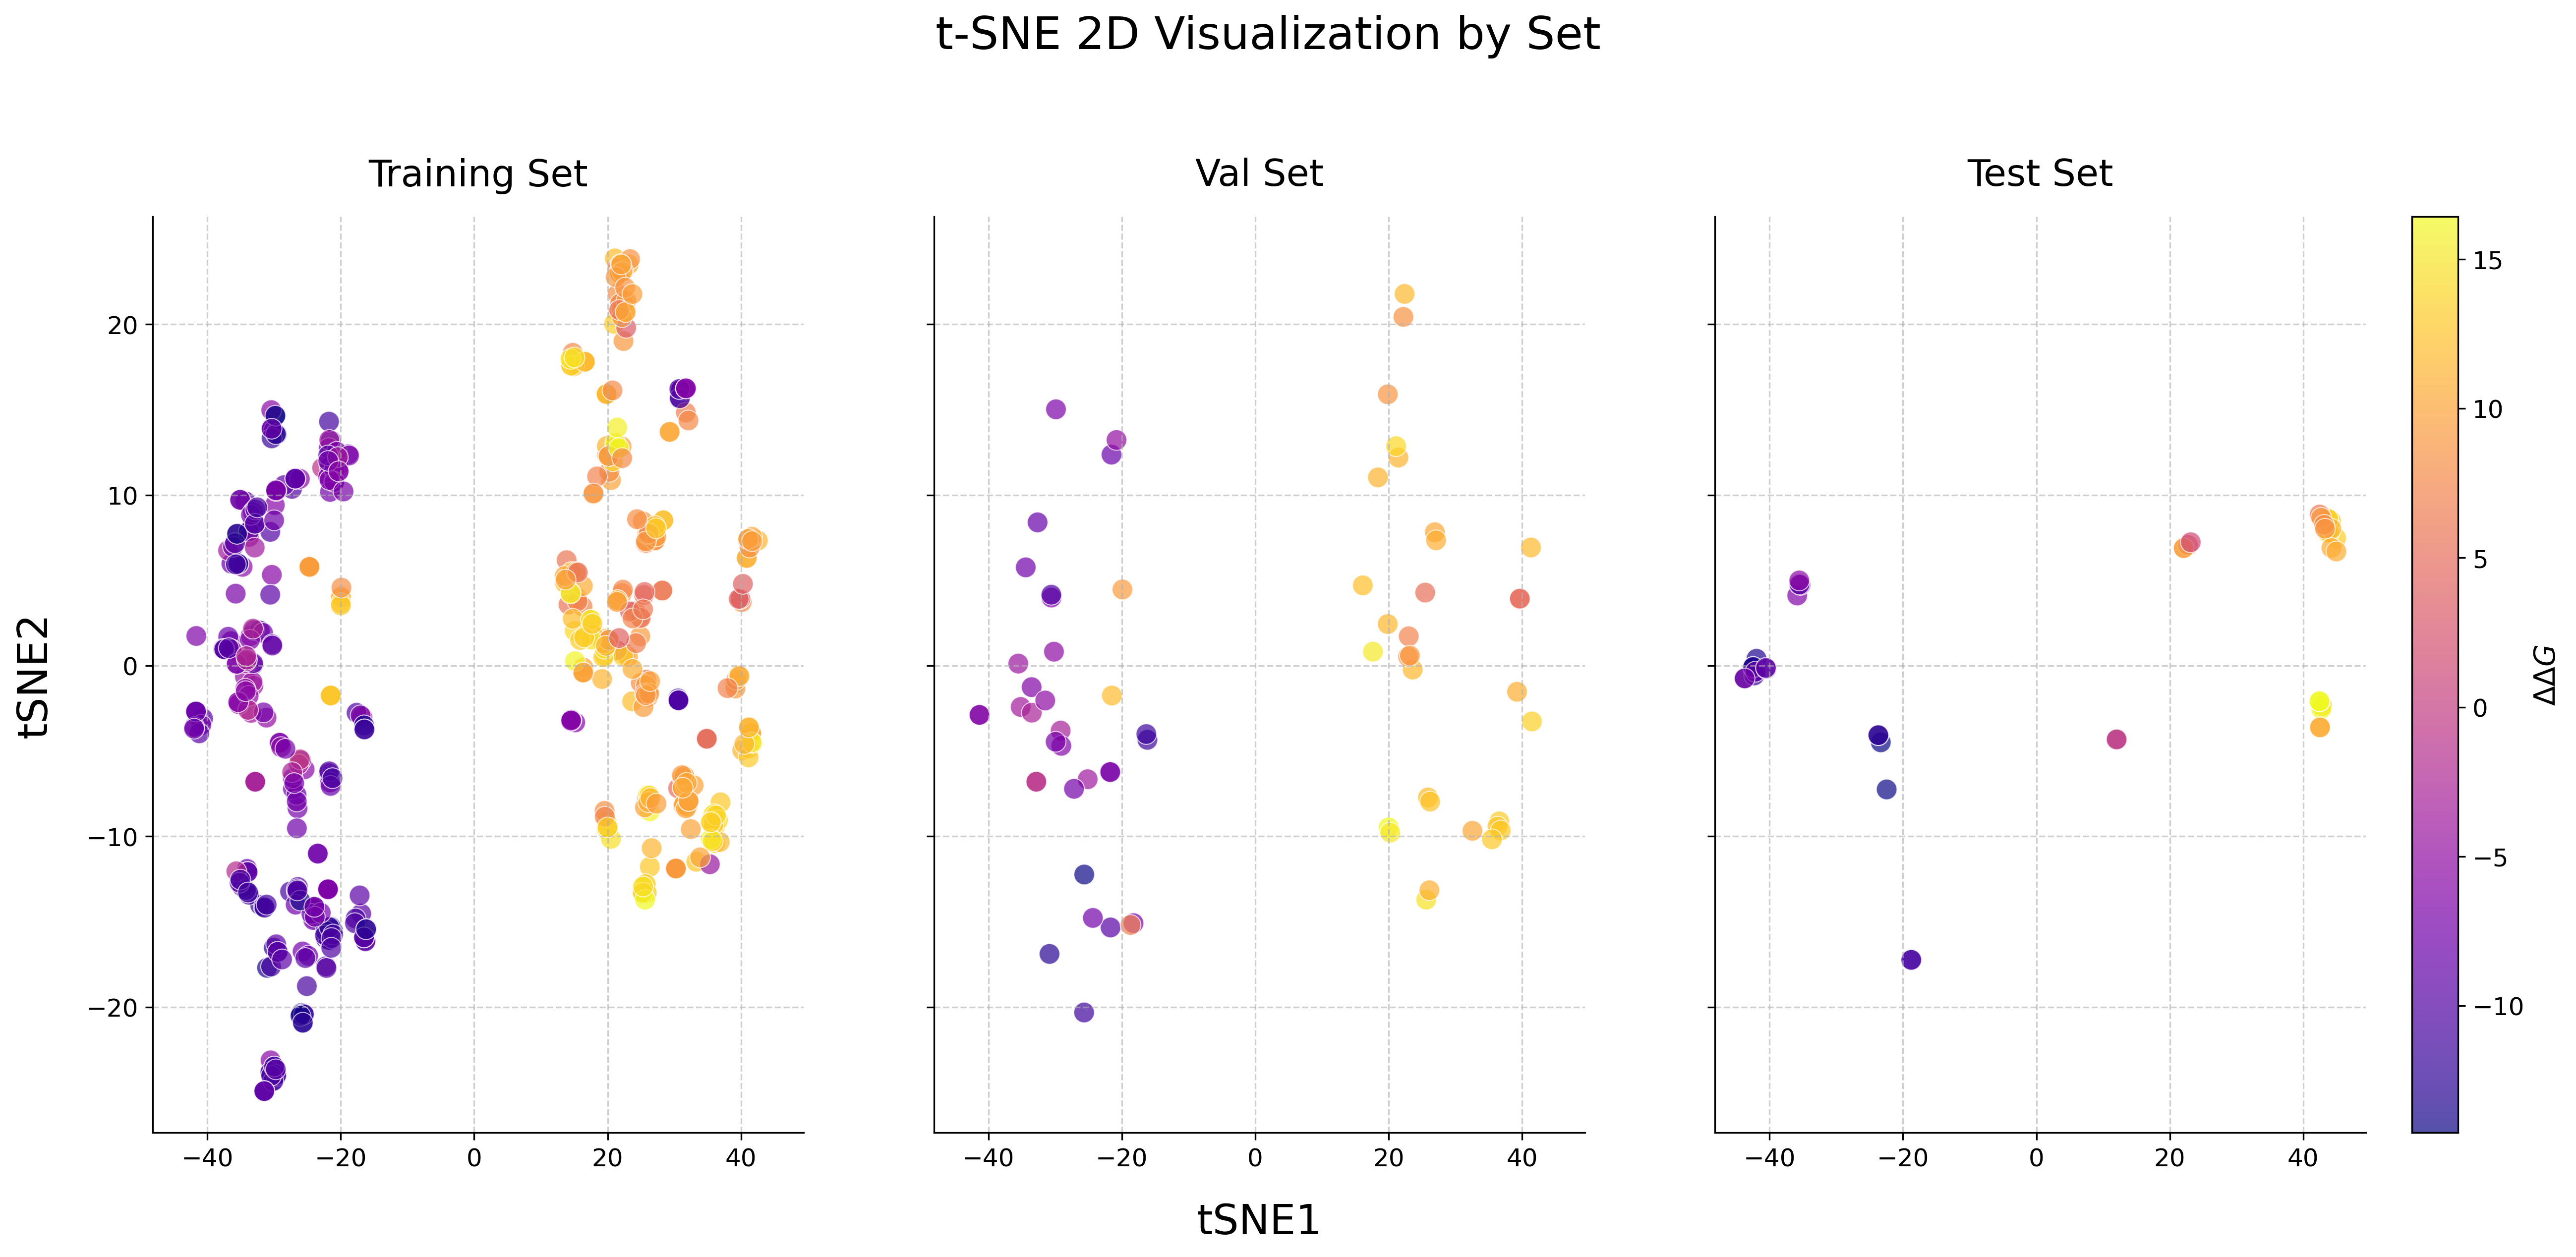 t-SNE 2D Visualization by Set
Training Set
Val Set
Test Set
tSNE2
20
10
0
−10
−20
−40 −20 0 20 40
−40 −20 0 20 40
−40 −20 0 20 40
tSNE1
15
10
5
0
−5
−10
ΔΔG